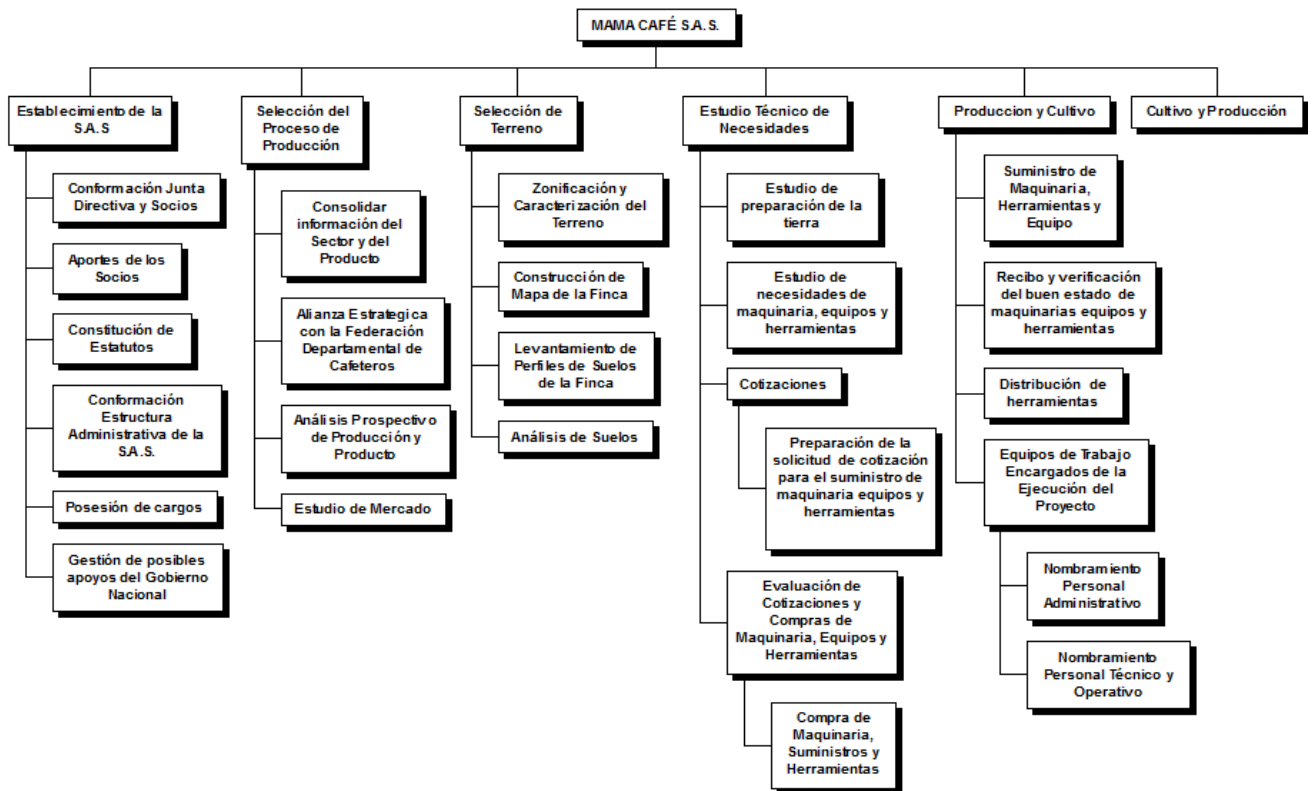 MAMA CAFÉ S.A.S.
Establecimiento de la
S.A.S
Conformación Junta
Directiva y Socios
Aportes de los
Socios
Constitución de
Estatutos
Conformación
Estructura
Administrativa de la
S.A.S.
Posesión de cargos
Gestión de posibles
apoyos del Gobierno
Nacional
Selección del
Proceso de
Producción
Consolidar
información del
Sector y del
Producto
Alianza Estrategica
con la Federación
Departamental de
Cafeteros
Análisis Prospectivo
de Producción y
Producto
Estudio de Mercado
Selección de
Terreno
Zonificación y
Caracterización del
Terreno
Construcción de
Mapa de la Finca
Levantamiento de
Perfiles de Suelos
de la Finca
Análisis de Suelos
Estudio Técnico de
Necesidades
Estudio de
preparación de la
tierra
Estudio de
necesidades de
maquinaria, equipos y
herramientas
Cotizaciones
Preparación de la
solicitud de cotización
para el suministro de
maquinaria equipos y
herramientas
Evaluación de
Cotizaciones y
Compras de
Maquinaria, Equipos y
Herramientas
Compra de
Maquinaria,
Suministros y
Herramientas
Produccion y Cultivo
Suministro de
Maquinaria,
Herramientas y
Equipo
Recibo y verificación
del buen estado de
maquinarias equipos y
herramientas
Distribución de
herramientas
Equipos de Trabajo
Encargados de la
Ejecución del
Proyecto
Nombramiento
Personal
Administrativo
Nombramiento
Personal Técnico y
Operativo
Cultivo y Producción